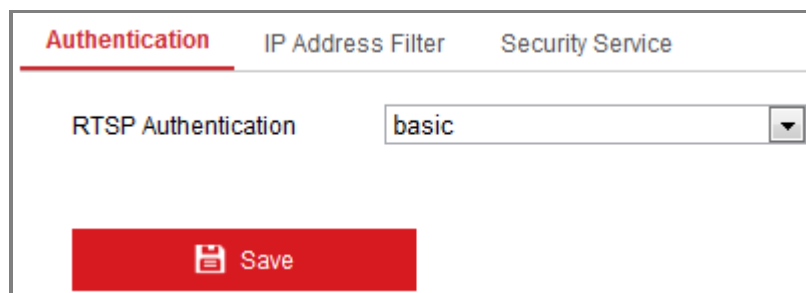 Authentication IP Address Filter Security Service
RTSP Authentication basic
Save